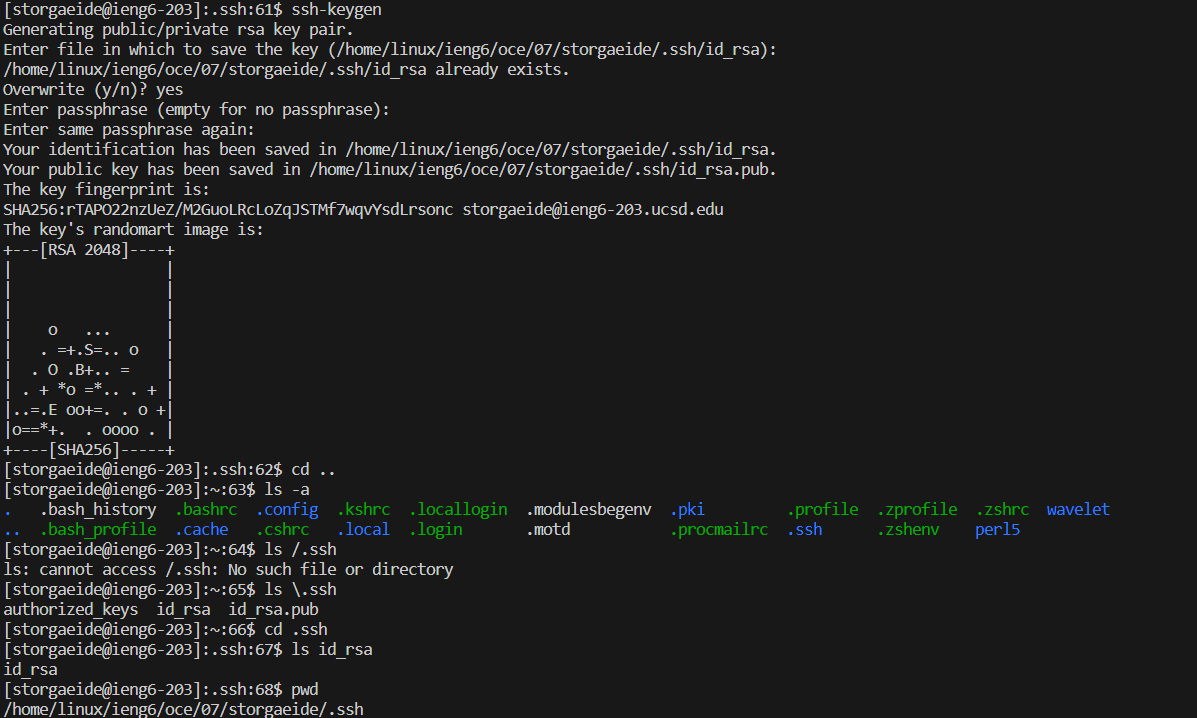 [storgaeide@ieng6-203]:.ssh:61$ ssh-keygen
Generating public/private rsa key pair.
Enter file in which to save the key (/home/linux/ieng6/oce/07/storgaeide/.ssh/id_rsa):
/home/linux/ieng6/oce/07/storgaeide/.ssh/id_rsa already exists.
Overwrite (y/n)? yes
Enter passphrase (empty for no passphrase):
Enter same passphrase again:
Your identification has been saved in /home/linux/ieng6/oce/07/storgaeide/.ssh/id_rsa.
Your public key has been saved in /home/linux/ieng6/oce/07/storgaeide/.ssh/id_rsa.pub.
The key fingerprint is:
SHA256:rTAPO22nzUeZ/M2GuoLRcLoZqJSTMf7wqvYsdLrsonc storgaeide@ieng6-203.ucsd.edu
The key's randomart image is:
+---[RSA 2048]----+
|                 |
|                 |
|                 |
|    o   ...      |
|   . =+.S=.. o   |
|  . O .B+.. =    |
| . + *o =*.. . + |
|..=.E oo+=. . o +|
|o==*+.  . oooo . |
+----[SHA256]-----+
[storgaeide@ieng6-203]:.ssh:62$ cd ..
[storgaeide@ieng6-203]:~:63$ ls -a
.   .bash_history  .bashrc  .config  .kshrc  .locallogin  .modulesbegenv  .pki         .profile  .zprofile  .zshrc  wavelet
..  .bash_profile  .cache   .cshrc   .local  .login       .motd           .procmailrc  .ssh      .zshenv    perl5
[storgaeide@ieng6-203]:~:64$ ls /.ssh
ls: cannot access /.ssh: No such file or directory
[storgaeide@ieng6-203]:~:65$ ls \.ssh
authorized_keys  id_rsa  id_rsa.pub
[storgaeide@ieng6-203]:~:66$ cd .ssh
[storgaeide@ieng6-203]:.ssh:67$ ls id_rsa
id_rsa
[storgaeide@ieng6-203]:.ssh:68$ pwd
/home/linux/ieng6/oce/07/storgaeide/.ssh